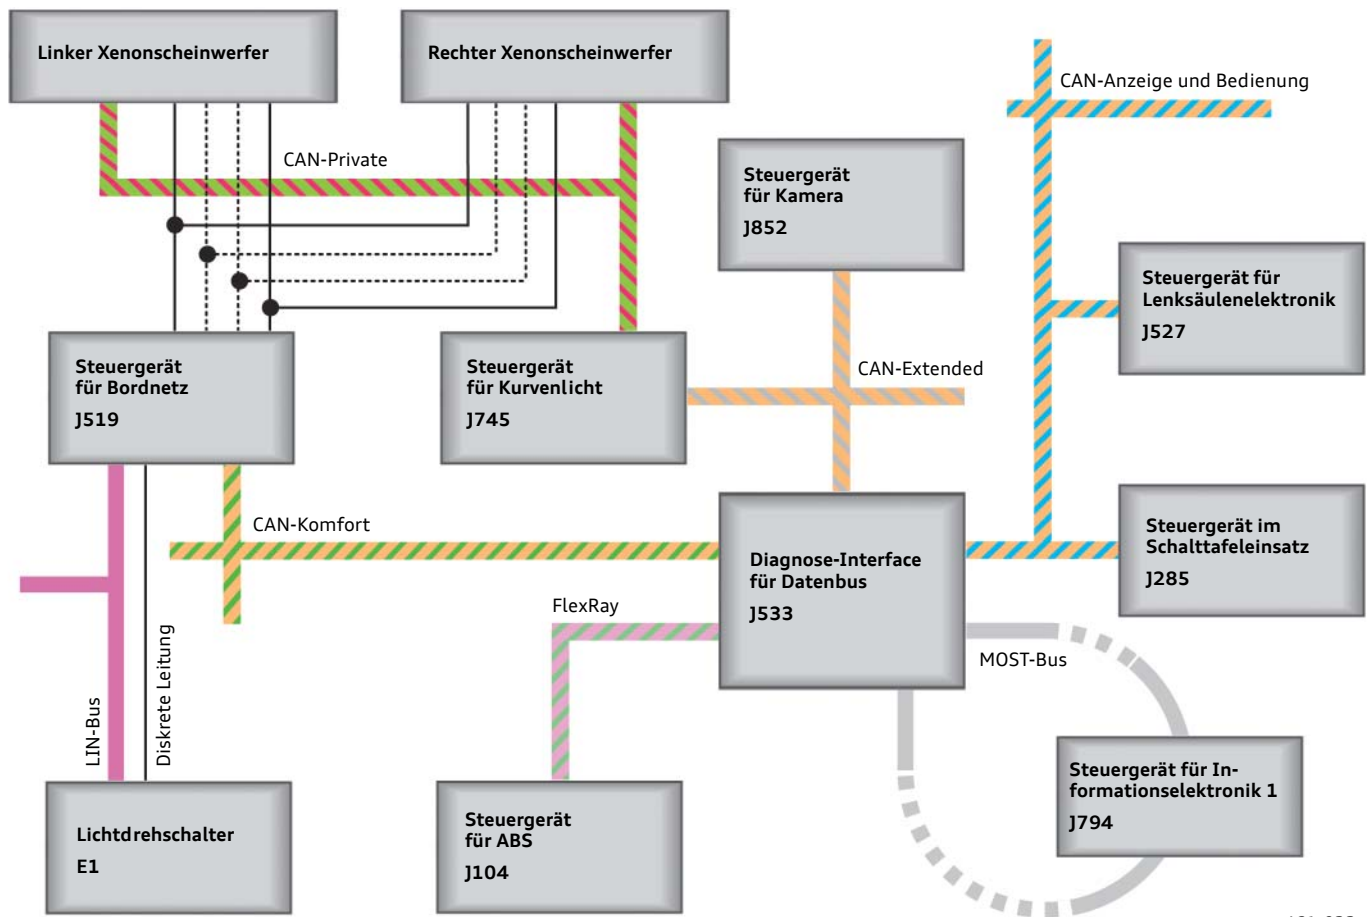 Linker Xenonscheinwerfer
Rechter Xenonscheinwerfer
CAN-Anzeige und Bedienung
CAN-Private
Steuergerät
für Kamera
J852
Steuergerät für
Lenksäulenelektronik
J527
Steuergerät
für Bordnetz
J519
Steuergerät
für Kurvenlicht
J745
CAN-Extended
CAN-Komfort
Diagnose-Interface
für Datenbus
J533
Steuergerät im
Schalttafeleinsatz
J285
FlexRay
MOST-Bus
LIN-Bus
Diskrete Leitung
Lichtdrehschalter
E1
Steuergerät
für ABS
J104
Steuergerät für In-
formationselektronik 1
J794